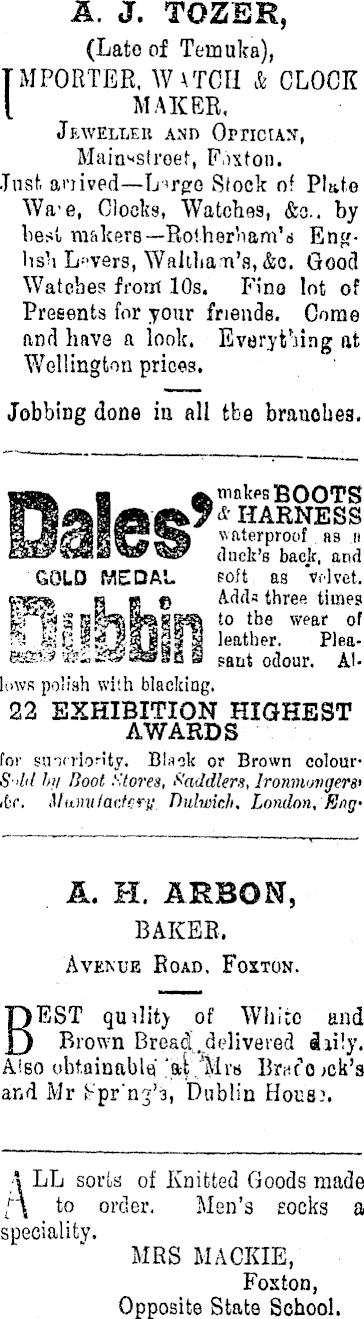 A. J. TOZER,
(Late of Temuka),
IMPORTER, WATCH & CLOCK
MAKER,
JEWELLER AND OPTICIAN,
Main-street, Foxton.
Just arrived—Large Stock of Plate
Ware, Clocks, Watches, &c., by
best makers—Rotherham's Eng-
lish Levers, Waltham's, &c. Good
Watches from 10s. Fine lot of
Presents for your friends. Come
and have a look. Everything at
Wellington prices.
Jobbing done in all the branches.
Dales'
GOLD MEDAL
Dubbin
makes BOOTS
& HARNESS
waterproof as a
duck's back, and
soft as velvet.
Adds three times
to the wear of
leather. Plea-
sant odour. Al-
lows polish with blacking.
22 EXHIBITION HIGHEST
AWARDS
for superiority. Black or Brown colour-
Sold by Boot Stores, Saddlers, Ironmongers,
&c. Manufactory Dulwich, London, Eng-
A. H. ARBON,
BAKER.
AVENUE ROAD, FOXTON.
BEST quality of White and
Brown Bread delivered daily.
Also obtainable at Mrs
and Mr Spring's, Dublin House.
ALL sorts of Knitted Goods made
to order. Men's socks a
speciality.
MRS MACKIE,
Foxton,
Opposite State School.